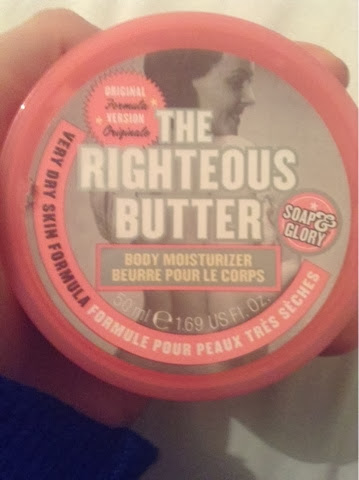 ORIGINAL
Formula
VERSION
Originale
THE
RIGHTEOUS
BUTTER
SOAP &
GLORY
BODY MOISTURIZER
BEURRE POUR LE CORPS
50 ml ℮ 1.69 US Fl. Oz.
VERY DRY SKIN FORMULA FORMULE POUR PEAUX TRÈS SÈCHES